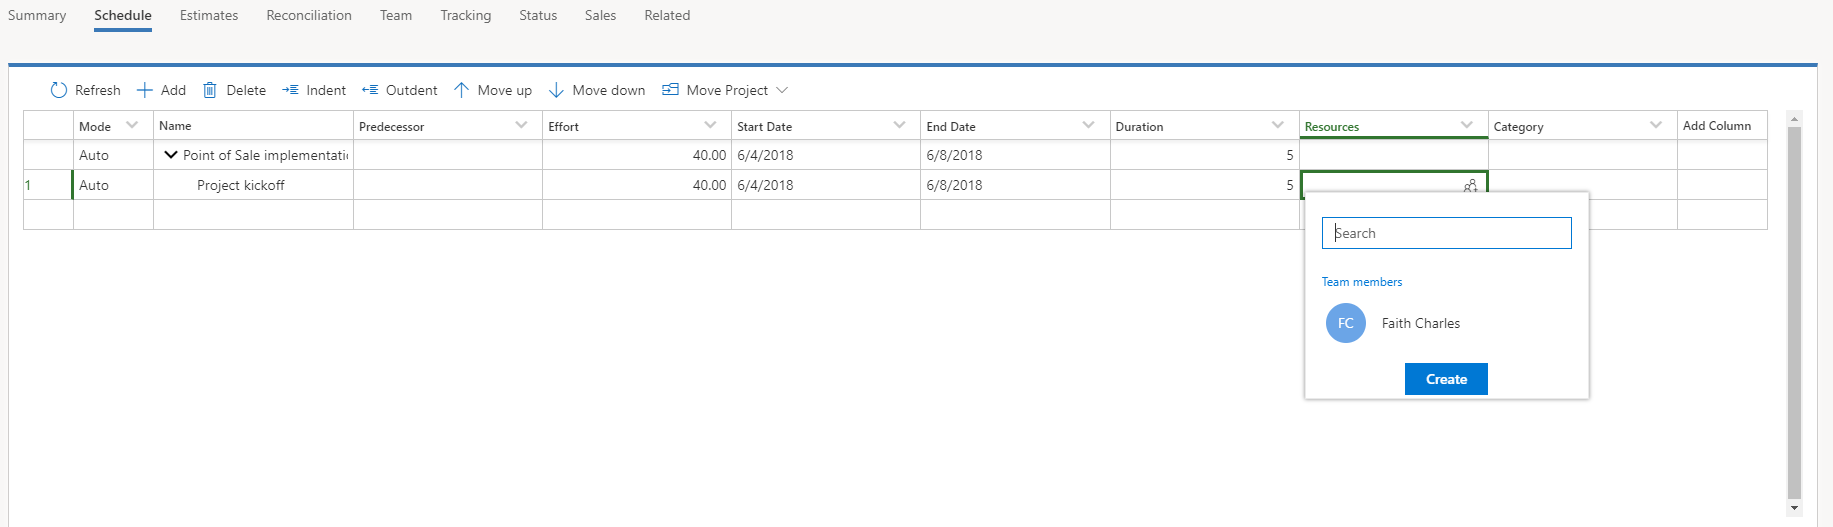 Summary Schedule Estimates Reconciliation Team Tracking Status Sales Related
Refresh Add Delete Indent Outdent Move up Move down Move Project
Mode Name Predecessor Effort Start Date End Date Duration Resources Category Add Column
Auto Point of Sale implementati 40.00 6/4/2018 6/8/2018 5
1 Auto Project kickoff 40.00 6/4/2018 6/8/2018 5
Search
Team members
FC Faith Charles
Create